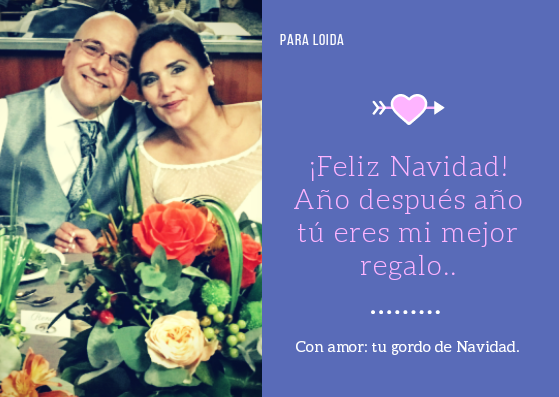 PARA LOIDA
¡Feliz Navidad!
Año después año
tú eres mi mejor
regalo..
Con amor: tu gordo de Navidad.